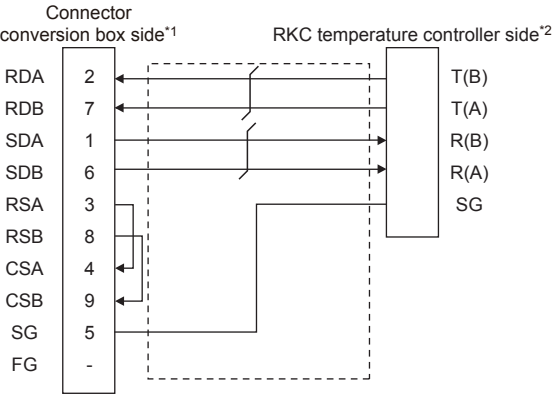 Connector
conversion box side*1
RKC temperature controller side*2
RDA 2 T(B)
RDB 7 T(A)
SDA 1 R(B)
SDB 6 R(A)
RSA 3 SG
RSB 8
CSA 4
CSB 9
SG 5
FG -